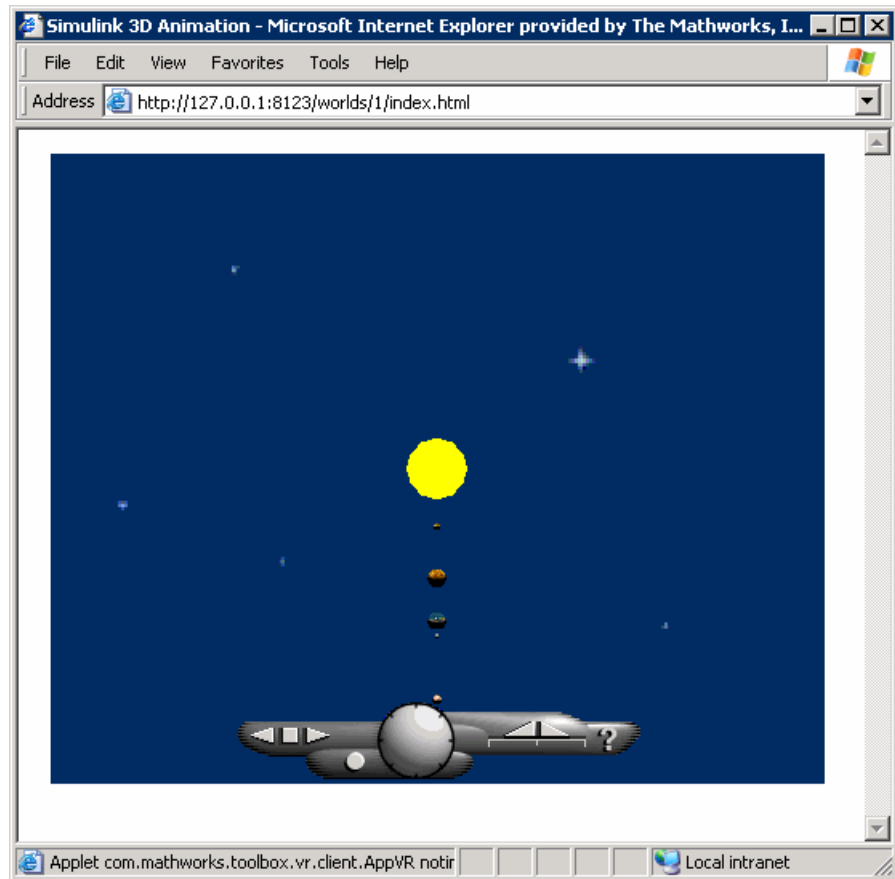 Simulink 3D Animation - Microsoft Internet Explorer provided by The Mathworks, I...
File Edit View Favorites Tools Help
Address http://127.0.0.1:8123/worlds/1/index.html
?
Applet com.mathworks.toolbox.vr.client.AppVR notir Local intranet